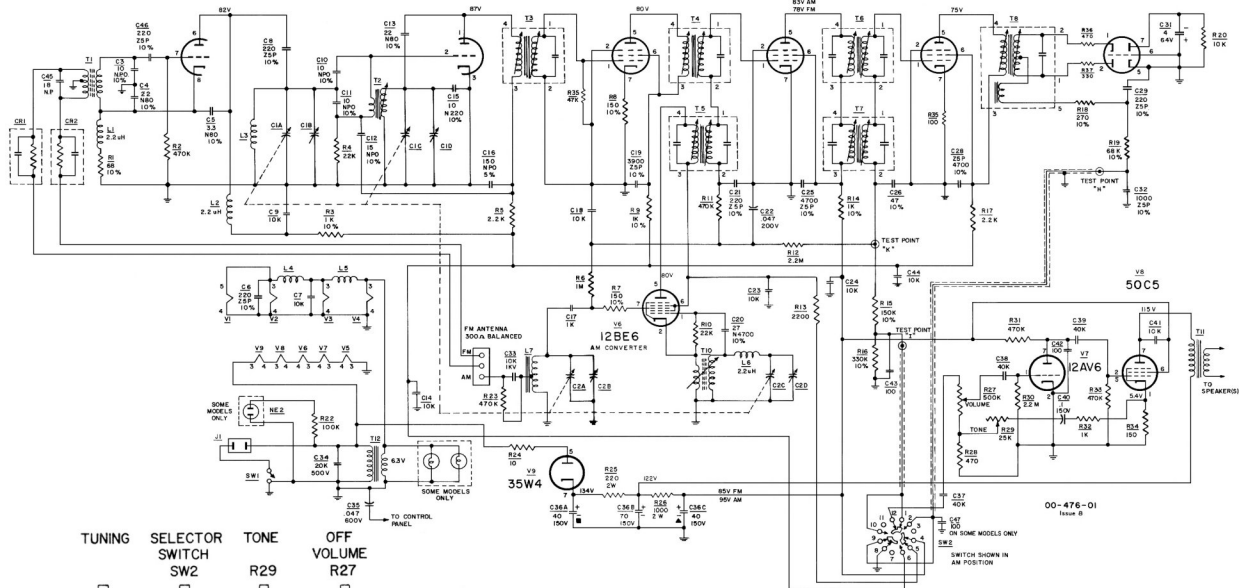 82V
87V
80V
83V AM
78V FM
75V
C46
220
Z5P
10%
C3
10
NPO
10%
C4
22
N80
10%
T1
C45
18
N.P
CR1
CR2
L1
2.2uH
R1
68
10%
R2
470K
C5
3.3
N80
10%
C8
220
Z5P
10%
L2
2.2uH
L3
C1A
C1B
C9
10K
R3
1K
10%
C10
10
NPO
10%
C11
10
NPO
10%
R4
22K
T2
C12
15
NPO
10%
C13
22
N80
10%
C1C
C1D
C15
10
N220
10%
C16
150
NPO
5%
R5
2.2K
T3
R35
47K
R8
150
10%
C19
3900
Z5P
10%
C18
10K
R9
1K
10%
T4
T5
R11
470K
C21
220
Z5P
10%
C22
.047
200V
C25
4700
Z5P
10%
R12
2.2M
T6
T7
R14
1K
10%
C26
47
10%
R35
100
C28
Z5P
4700
10%
R17
2.2K
T8
R36
470
R37
330
R18
270
10%
C31
4
64V
R20
10K
C29
220
Z5P
10%
R19
68K
10%
TEST POINT
"H"
C32
1000
Z5P
10%
TEST POINT
"K"
C44
10K
C24
10K
R15
150K
10%
TEST POINT
R16
330K
10%
C43
100
C6
220
Z5P
10%
L4
L5
C7
10K
V1
V2
V3
V4
V9
V8
V6
V7
V5
R6
1M
C17
1K
R7
150
10%
80V
V6
12BE6
AM CONVERTER
C23
10K
R13
2200
R10
22K
C20
27
N4700
10%
T10
L6
2.2uH
C2A
C2B
C2C
C2D
FM ANTENNA
300Ω BALANCED
FM
AM
C33
10K
1KV
L7
R23
470K
C14
10K
SOME
MODELS
ONLY
NE2
R22
100K
J1
SW1
C34
20K
500V
T12
6.3V
SOME MODELS
ONLY
C35
.047
600V
TO CONTROL
PANEL
R24
10
V9
35W4
134V
R25
220
2W
122V
R26
1000
2W
85V FM
95V AM
C36A
40
150V
C36B
70
150V
C36C
40
150V
V8
50C5
115V
R31
470K
C39
40K
C41
10K
T11
TO
SPEAKER(S)
C38
40K
C42
100
V7
12AV6
R27
500K
VOLUME
R30
2.2M
C40
.1
150V
R33
470K
5.4V
TONE
R29
25K
R32
1K
R34
150
R28
470
C37
40K
C47
100
ON SOME MODELS ONLY
SW2
SWITCH SHOWN IN
AM POSITION
00-476-01
Issue B
TUNING
SELECTOR
SWITCH
SW2
TONE
R29
OFF
VOLUME
R27